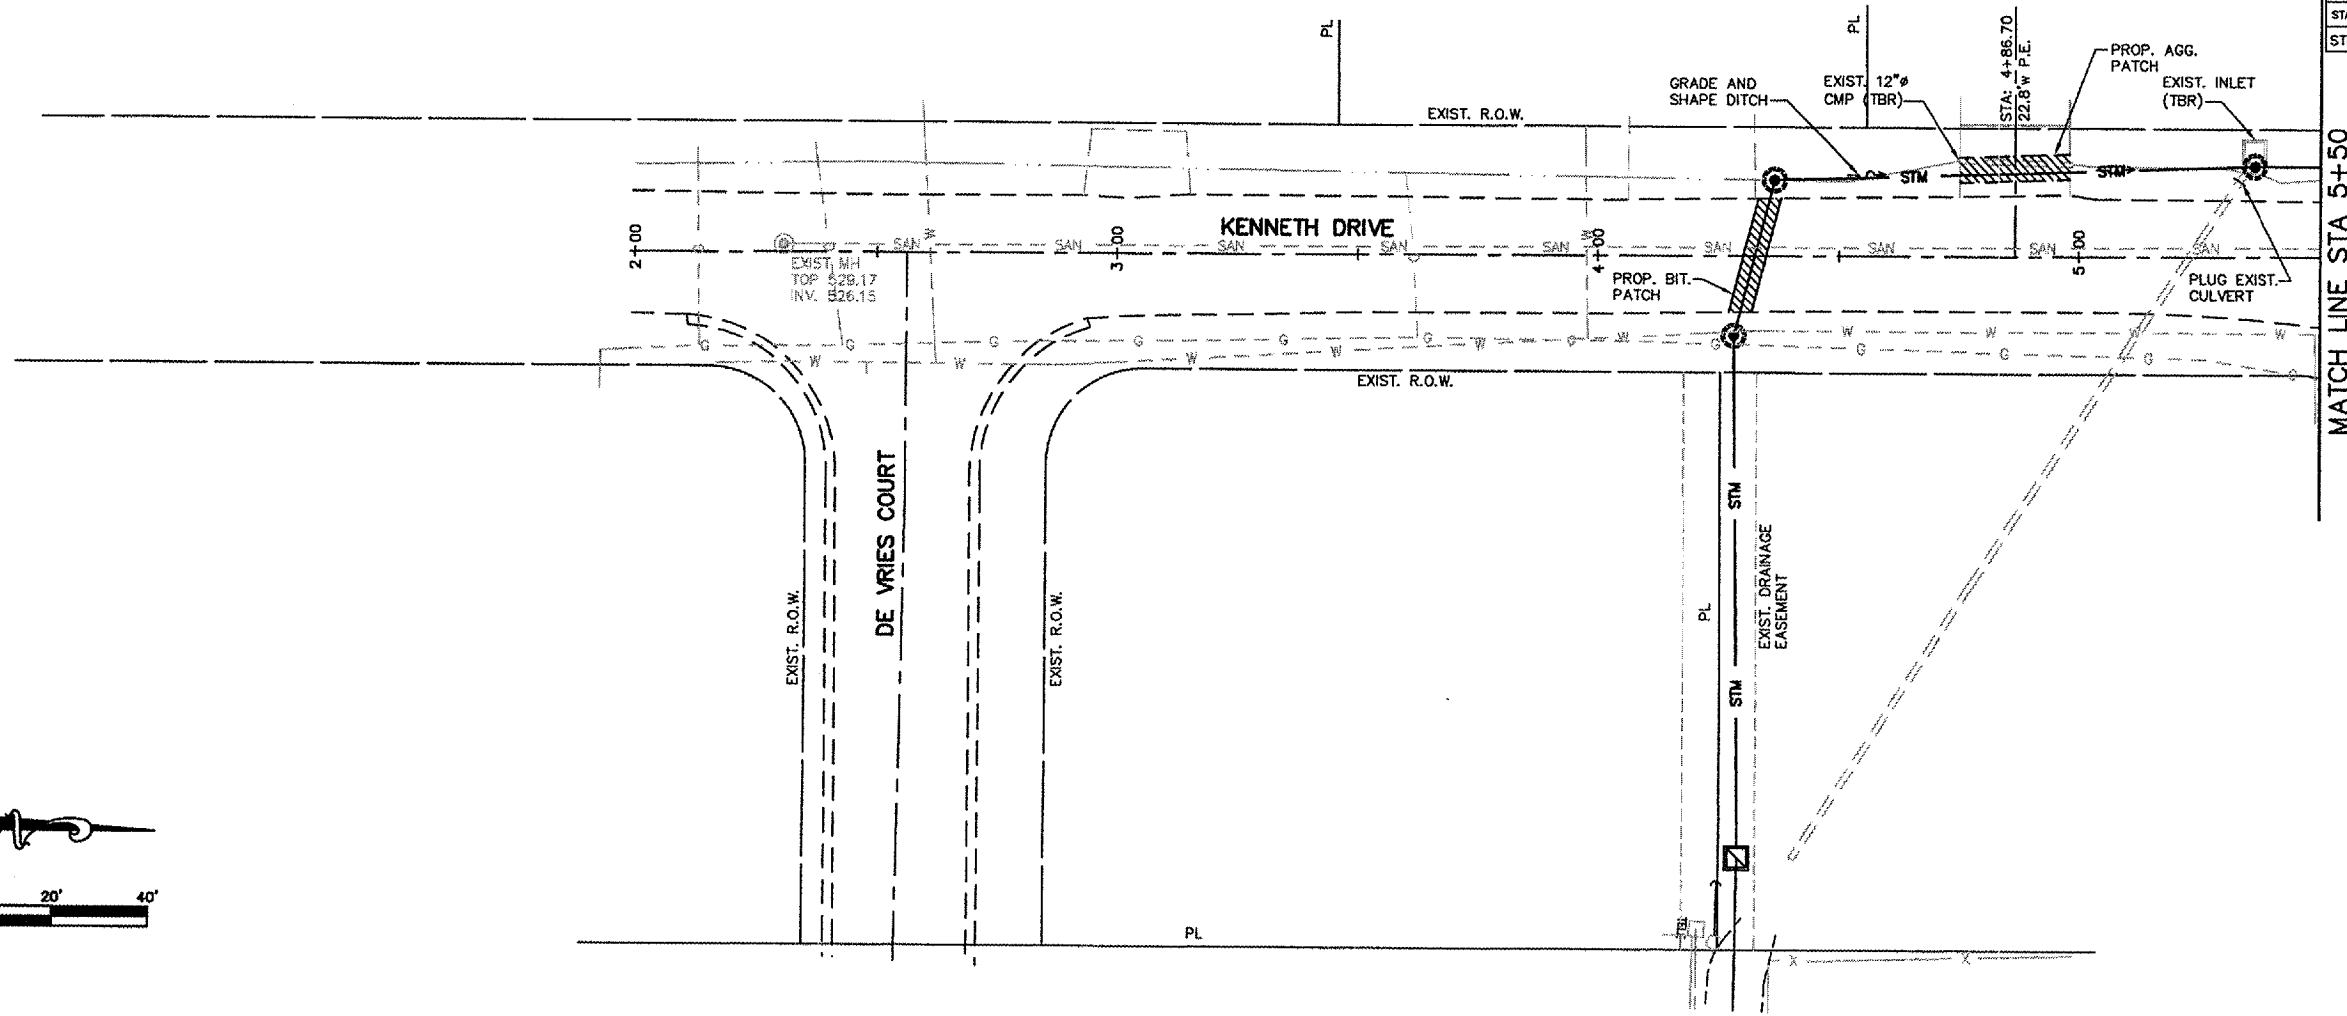 PL
PL
STA: 4+86.70
22.8'W P.E.
PROP. AGG.
PATCH
GRADE AND
SHAPE DITCH
EXIST. 12"ø
CMP (TBR)
EXIST. INLET
(TBR)
EXIST. R.O.W.
STM
STM
KENNETH DRIVE
2+00
3+00
4+00
5+00
SAN
SAN
SAN
SAN
SAN
SAN
SAN
SAN
SAN
W
W
EXIST. MH
TOP 529.17
INV. 526.15
PROP. BIT.
PATCH
PLUG EXIST.
CULVERT
MATCH LINE STA 5+50
G
G
G
G
G
G
G
G
G
G
W
W
W
W
W
W
W
W
W
W
EXIST. R.O.W.
DE VRIES COURT
EXIST. R.O.W.
EXIST. R.O.W.
STM
STM
PL
EXIST. DRAINAGE
EASEMENT
20'
40'
PL
X
X